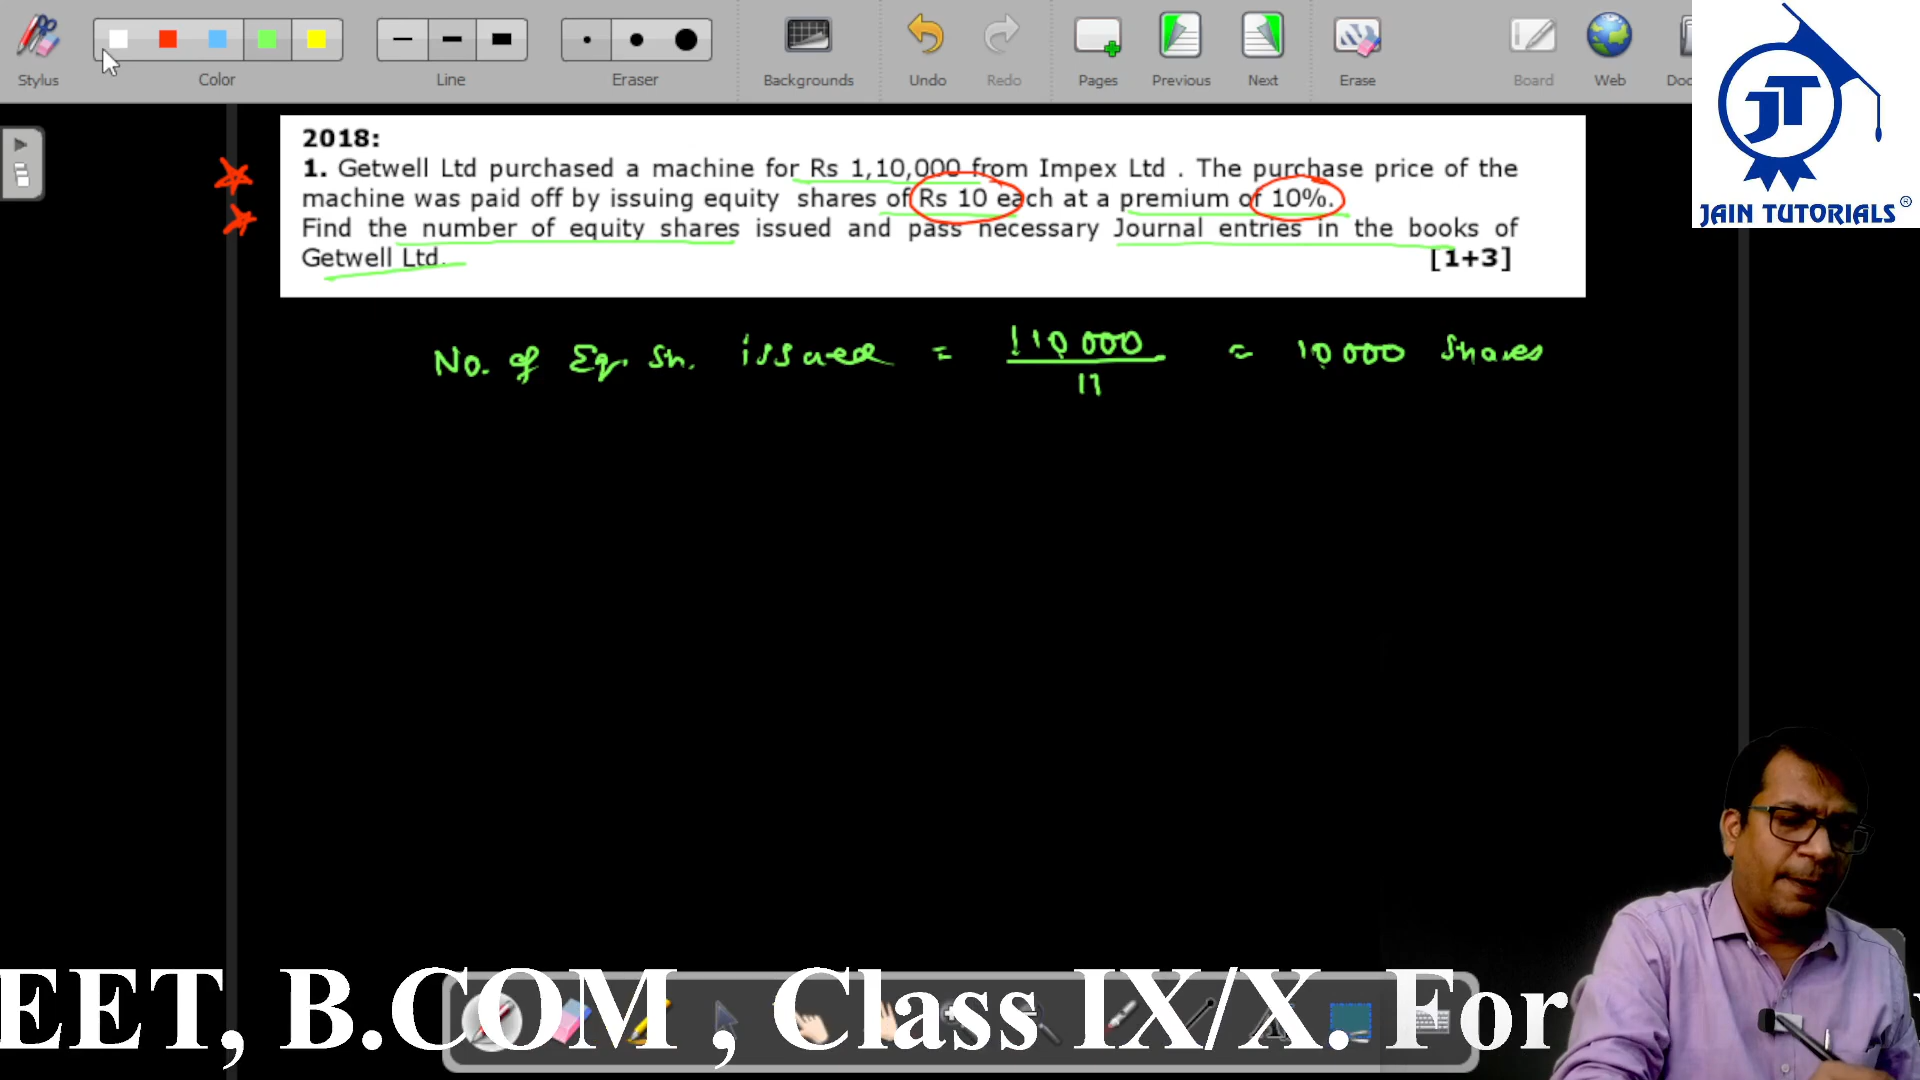 Stylus Color Line Eraser Backgrounds Undo Redo Pages Previous Next Erase Board Web
JT
JAIN TUTORIALS®
2018:
1. Getwell Ltd purchased a machine for Rs 1,10,000 from Impex Ltd . The purchase price of the
machine was paid off by issuing equity shares of Rs 10 each at a premium of 10%.
Find the number of equity shares issued and pass necessary Journal entries in the books of
Getwell Ltd. [1+3]
No. of Eq. Sh. issued = 110000 / 11 = 10000 Shares
EET, B.COM , Class IX/X. For